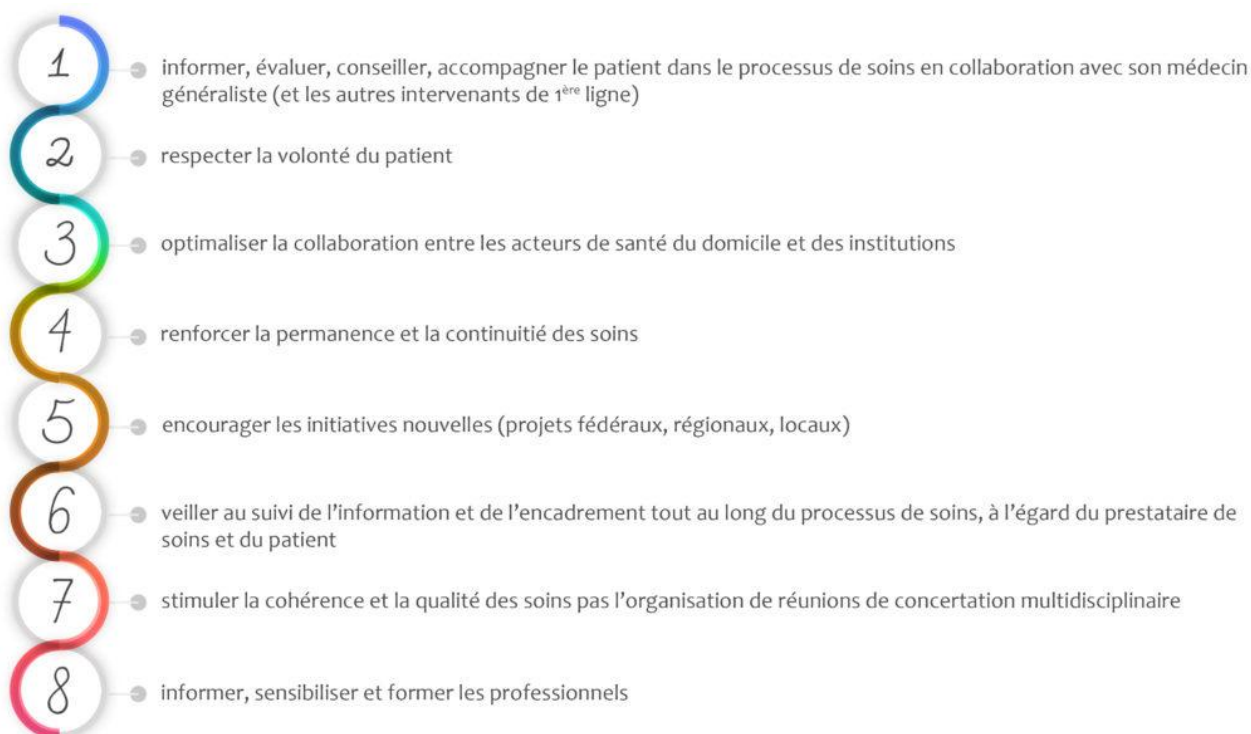 1
informer, évaluer, conseiller, accompagner le patient dans le processus de soins en collaboration avec son médecin
généraliste (et les autres intervenants de 1ère ligne)
2
respecter la volonté du patient
3
optimaliser la collaboration entre les acteurs de santé du domicile et des institutions
4
renforcer la permanence et la continuitié des soins
5
encourager les initiatives nouvelles (projets fédéraux, régionaux, locaux)
6
veiller au suivi de l’information et de l’encadrement tout au long du processus de soins, à l’égard du prestataire de
soins et du patient
7
stimuler la cohérence et la qualité des soins pas l’organisation de réunions de concertation multidisciplinaire
8
informer, sensibiliser et former les professionnels